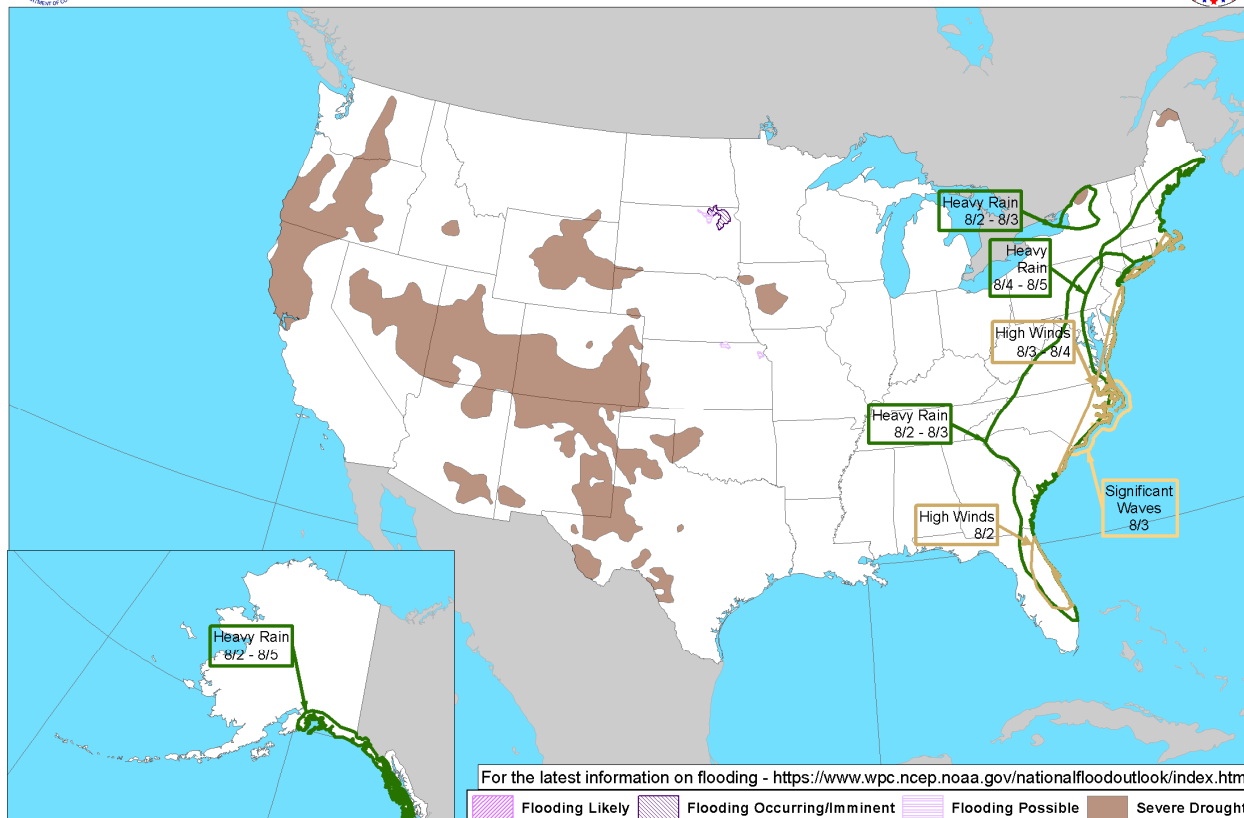 DEPARTMENT OF CO
Heavy Rain
8/2 - 8/3
Heavy
Rain
8/4 - 8/5
High Winds
8/3 - 8/4
Heavy Rain
8/2 - 8/3
Significant
Waves
8/3
High Winds
8/2
Heavy Rain
8/2 - 8/5
For the latest information on flooding - https://www.wpc.ncep.noaa.gov/nationalfloodoutlook/index.htm
Flooding Likely
Flooding Occurring/Imminent
Flooding Possible
Severe Drought